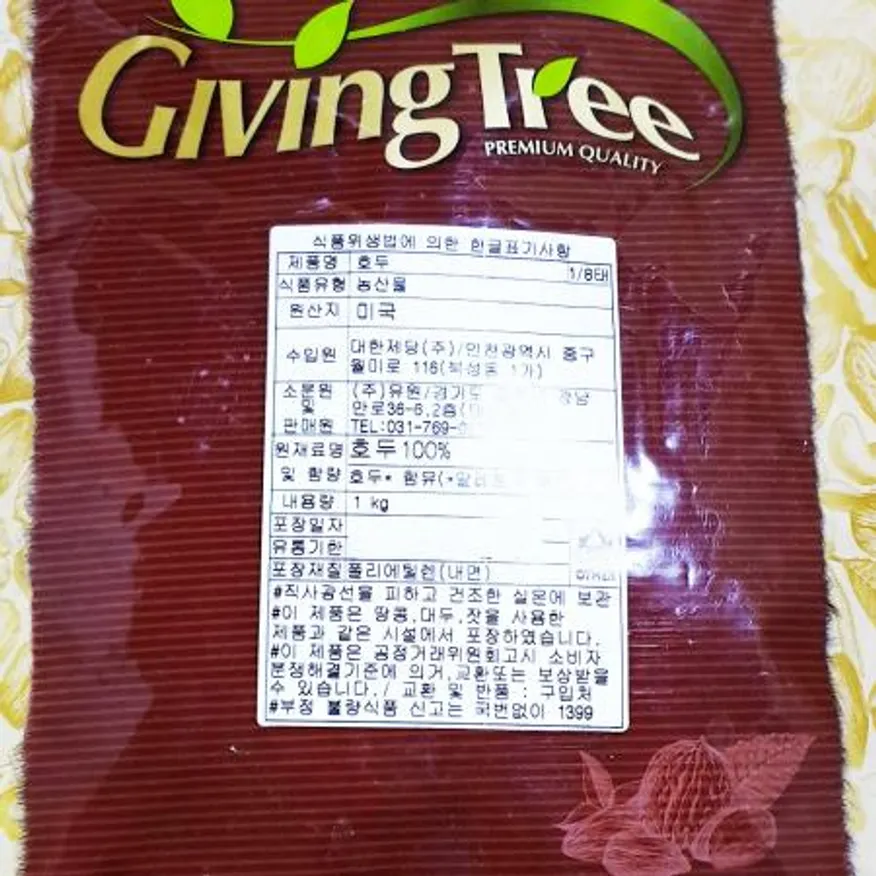 GivingTree
PREMIUM QUALITY
식품위생법에 의한 한글표기사항
제품명 호두 1/8태
식품유형 농산물
원산지 미국
수입원 대한제당(주)/인천광역시 중구
월미로 116(북성동 1가)
소분원 및 판매원 (주)유원/경기도
만로36-6,2층
TEL:031-769-
원재료명 호두100%
및 함량 호두* 함유
내용량 1 kg
포장일자
유통기한
포장재질 폴리에틸렌(내면)
#직사광선을 피하고 건조한 실온에 보관
#이 제품은 땅콩,대두,잣을 사용한
제품과 같은 시설에서 포장하였습니다.
#이 제품은 공정거래위원회고시 소비자
분쟁해결기준에 의거,교환또는 보상받을
수 있습니다./ 교환 및 반품 : 구입처
#부정 불량식품 신고는 국번없이 1399